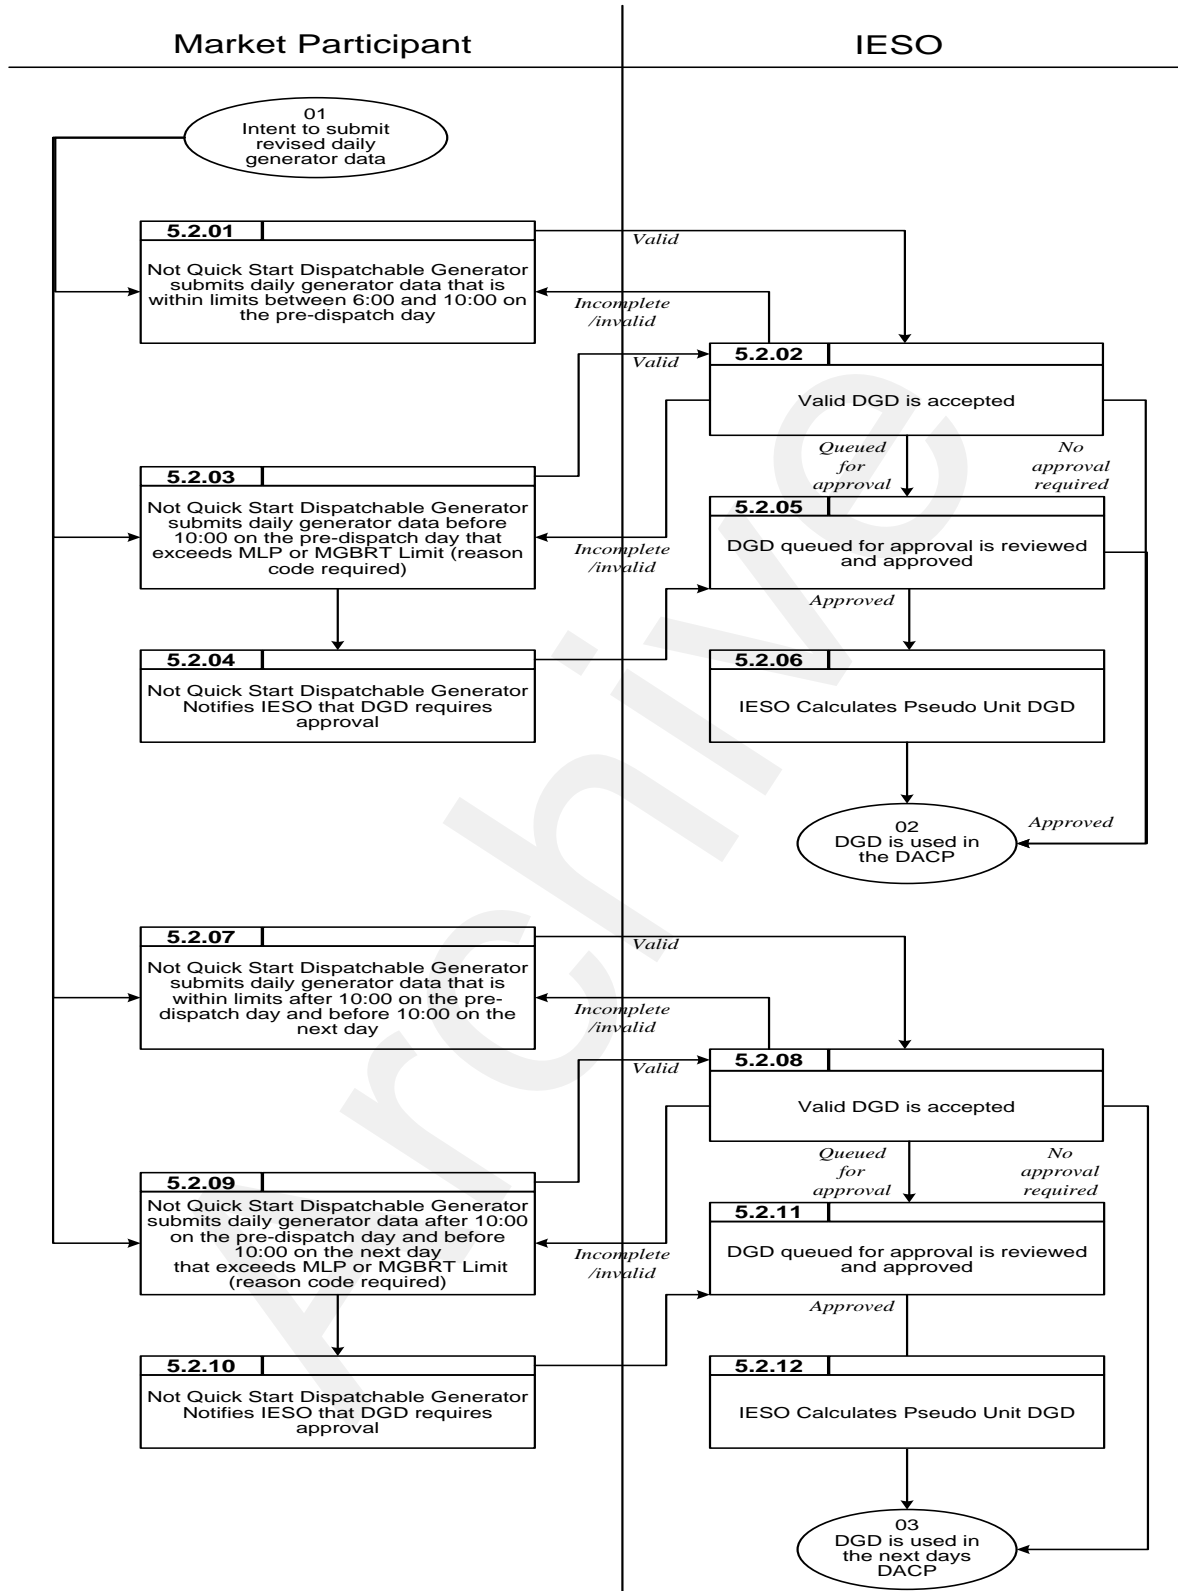 Market Participant
IESO
01
Intent to submit
revised daily
generator data
5.2.01
Valid
Not Quick Start Dispatchable Generator
submits daily generator data that is
within limits between 6:00 and 10:00 on
the pre-dispatch day
Incomplete
/invalid
5.2.02
Valid
Valid DGD is accepted
Queued
for
approval
No
approval
required
5.2.03
Not Quick Start Dispatchable Generator
submits daily generator data before
10:00 on the pre-dispatch day that
exceeds MLP or MGBRT Limit (reason
code required)
5.2.05
DGD queued for approval is reviewed
and approved
Incomplete
/invalid
Approved
5.2.04
Not Quick Start Dispatchable Generator
Notifies IESO that DGD requires
approval
5.2.06
IESO Calculates Pseudo Unit DGD
02
DGD is used in
the DACP
Approved
5.2.07
Valid
Not Quick Start Dispatchable Generator
submits daily generator data that is
within limits after 10:00 on the pre-
dispatch day and before 10:00 on the
next day
Incomplete
/invalid
5.2.08
Valid
Valid DGD is accepted
Queued
for
approval
No
approval
required
5.2.09
Not Quick Start Dispatchable Generator
submits daily generator data after 10:00
on the pre-dispatch day and before
10:00 on the next day
that exceeds MLP or MGBRT Limit
(reason code required)
5.2.11
DGD queued for approval is reviewed
and approved
Incomplete
/invalid
Approved
5.2.10
Not Quick Start Dispatchable Generator
Notifies IESO that DGD requires
approval
5.2.12
IESO Calculates Pseudo Unit DGD
03
DGD is used in
the next days
DACP
Archive